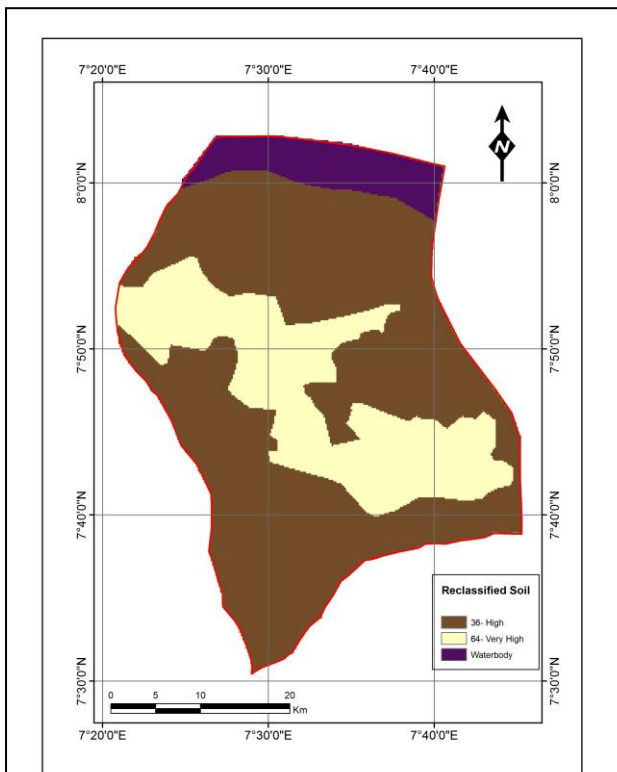 7°20'0"E 7°30'0"E 7°40'0"E
N
8°0'0"N 8°0'0"N
7°50'0"N 7°50'0"N
7°40'0"N 7°40'0"N
Reclassified Soil
36- High
64- Very High
Waterbody
7°30'0"N 7°30'0"N
0 5 10 20
Km
7°20'0"E 7°30'0"E 7°40'0"E